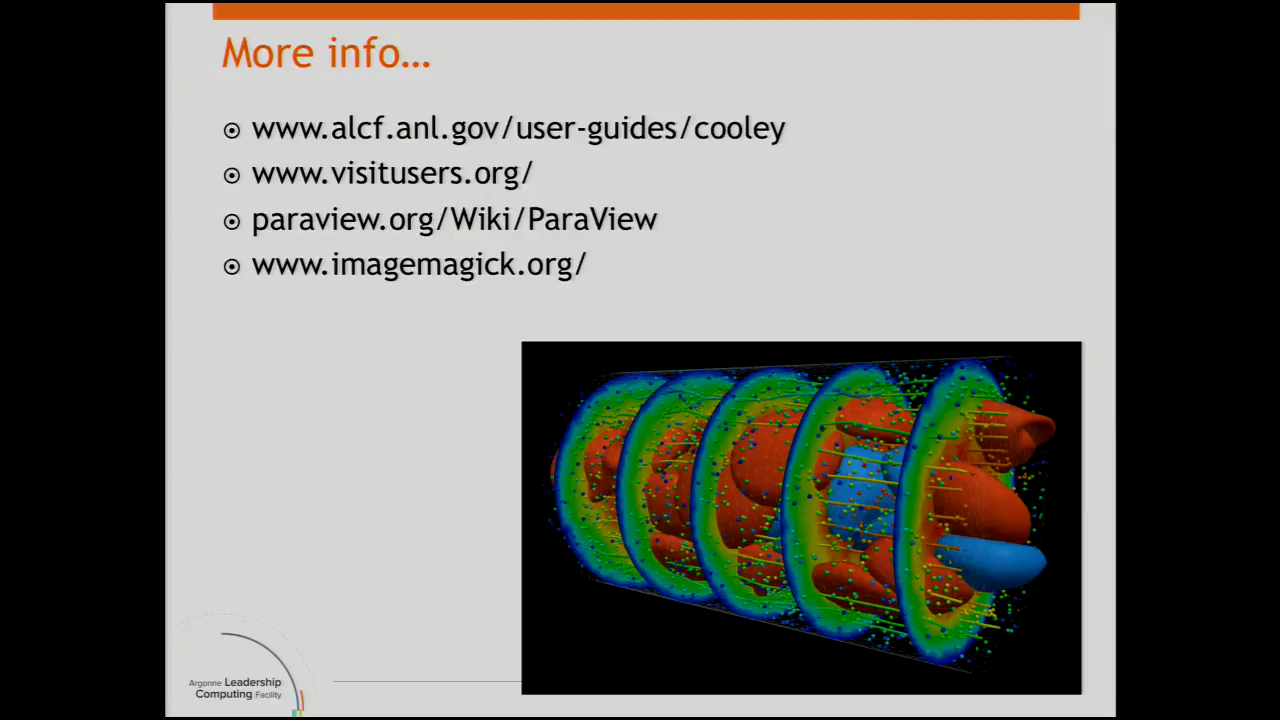 More info…
www.alcf.anl.gov/user-guides/cooley
www.visitusers.org/
paraview.org/Wiki/ParaView
www.imagemagick.org/
Argonne Leadership
Computing Facility